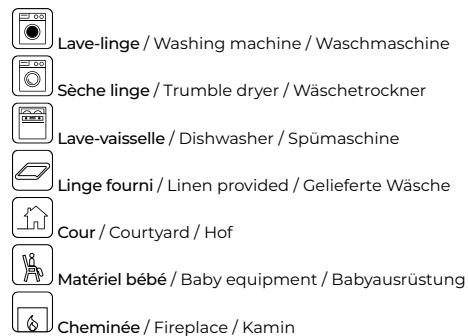 Lave-linge / Washing machine / Waschmaschine
Sèche linge / Trumble dryer / Wäschetrockner
Lave-vaisselle / Dishwasher / Spümaschine
Linge fourni / Linen provided / Gelieferte Wäsche
Cour / Courtyard / Hof
Matériel bébé / Baby equipment / Babyausrüstung
Cheminée / Fireplace / Kamin